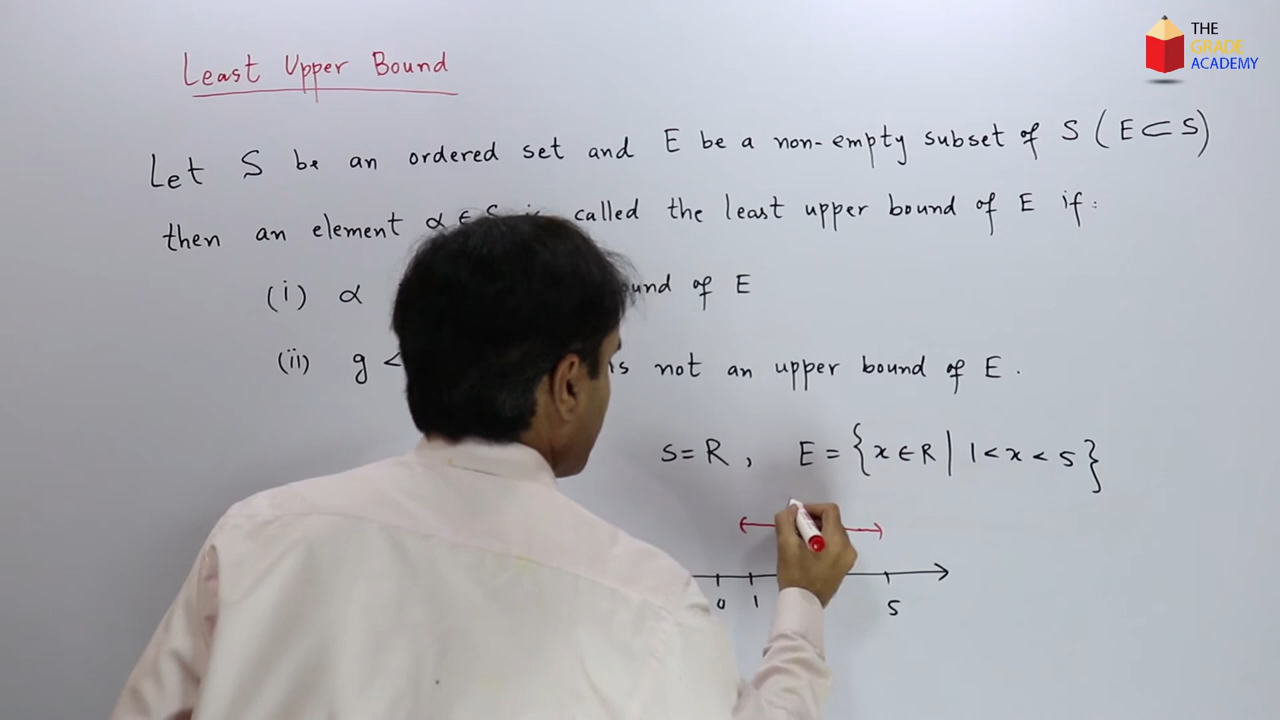 THE
GRADE
ACADEMY
Least Upper Bound
Let S be an ordered set and E be a non-empty subset of S (E⊂S)
then an element α ∈ called the least upper bound of E if:
(i) α of E
(ii) g < is not an upper bound of E.
S=R, E={x∈R | 1<x<5}
0 1 5